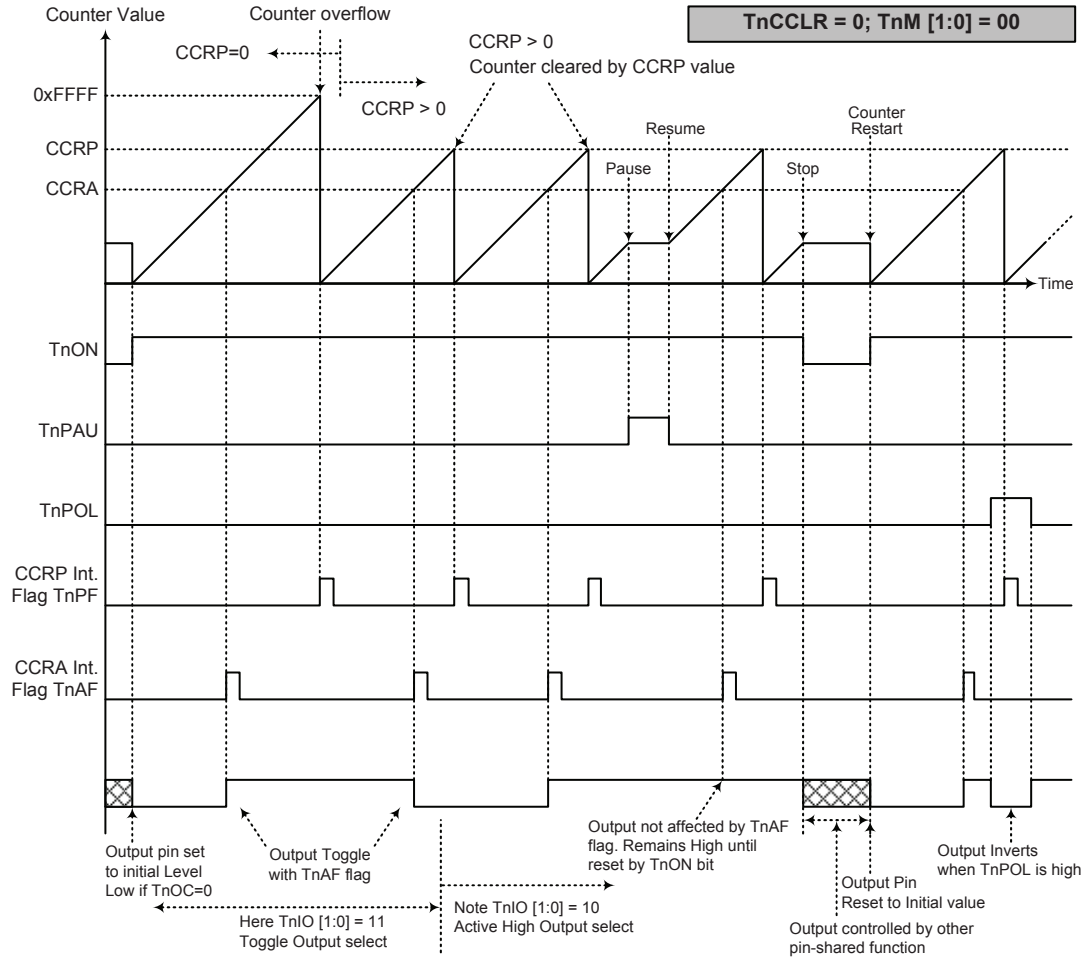 Counter Value
Counter overflow
TnCCLR = 0; TnM [1:0] = 00
CCRP=0
CCRP > 0
CCRP > 0
Counter cleared by CCRP value
0xFFFF
CCRP
CCRA
Pause
Resume
Stop
Counter
Restart
Time
TnON
TnPAU
TnPOL
CCRP Int.
Flag TnPF
CCRA Int.
Flag TnAF
Output pin set
to initial Level
Low if TnOC=0
Output Toggle
with TnAF flag
Output not affected by TnAF
flag. Remains High until
reset by TnON bit
Output Inverts
when TnPOL is high
Output Pin
Reset to Initial value
Here TnIO [1:0] = 11
Toggle Output select
Note TnIO [1:0] = 10
Active High Output select
Output controlled by other
pin-shared function